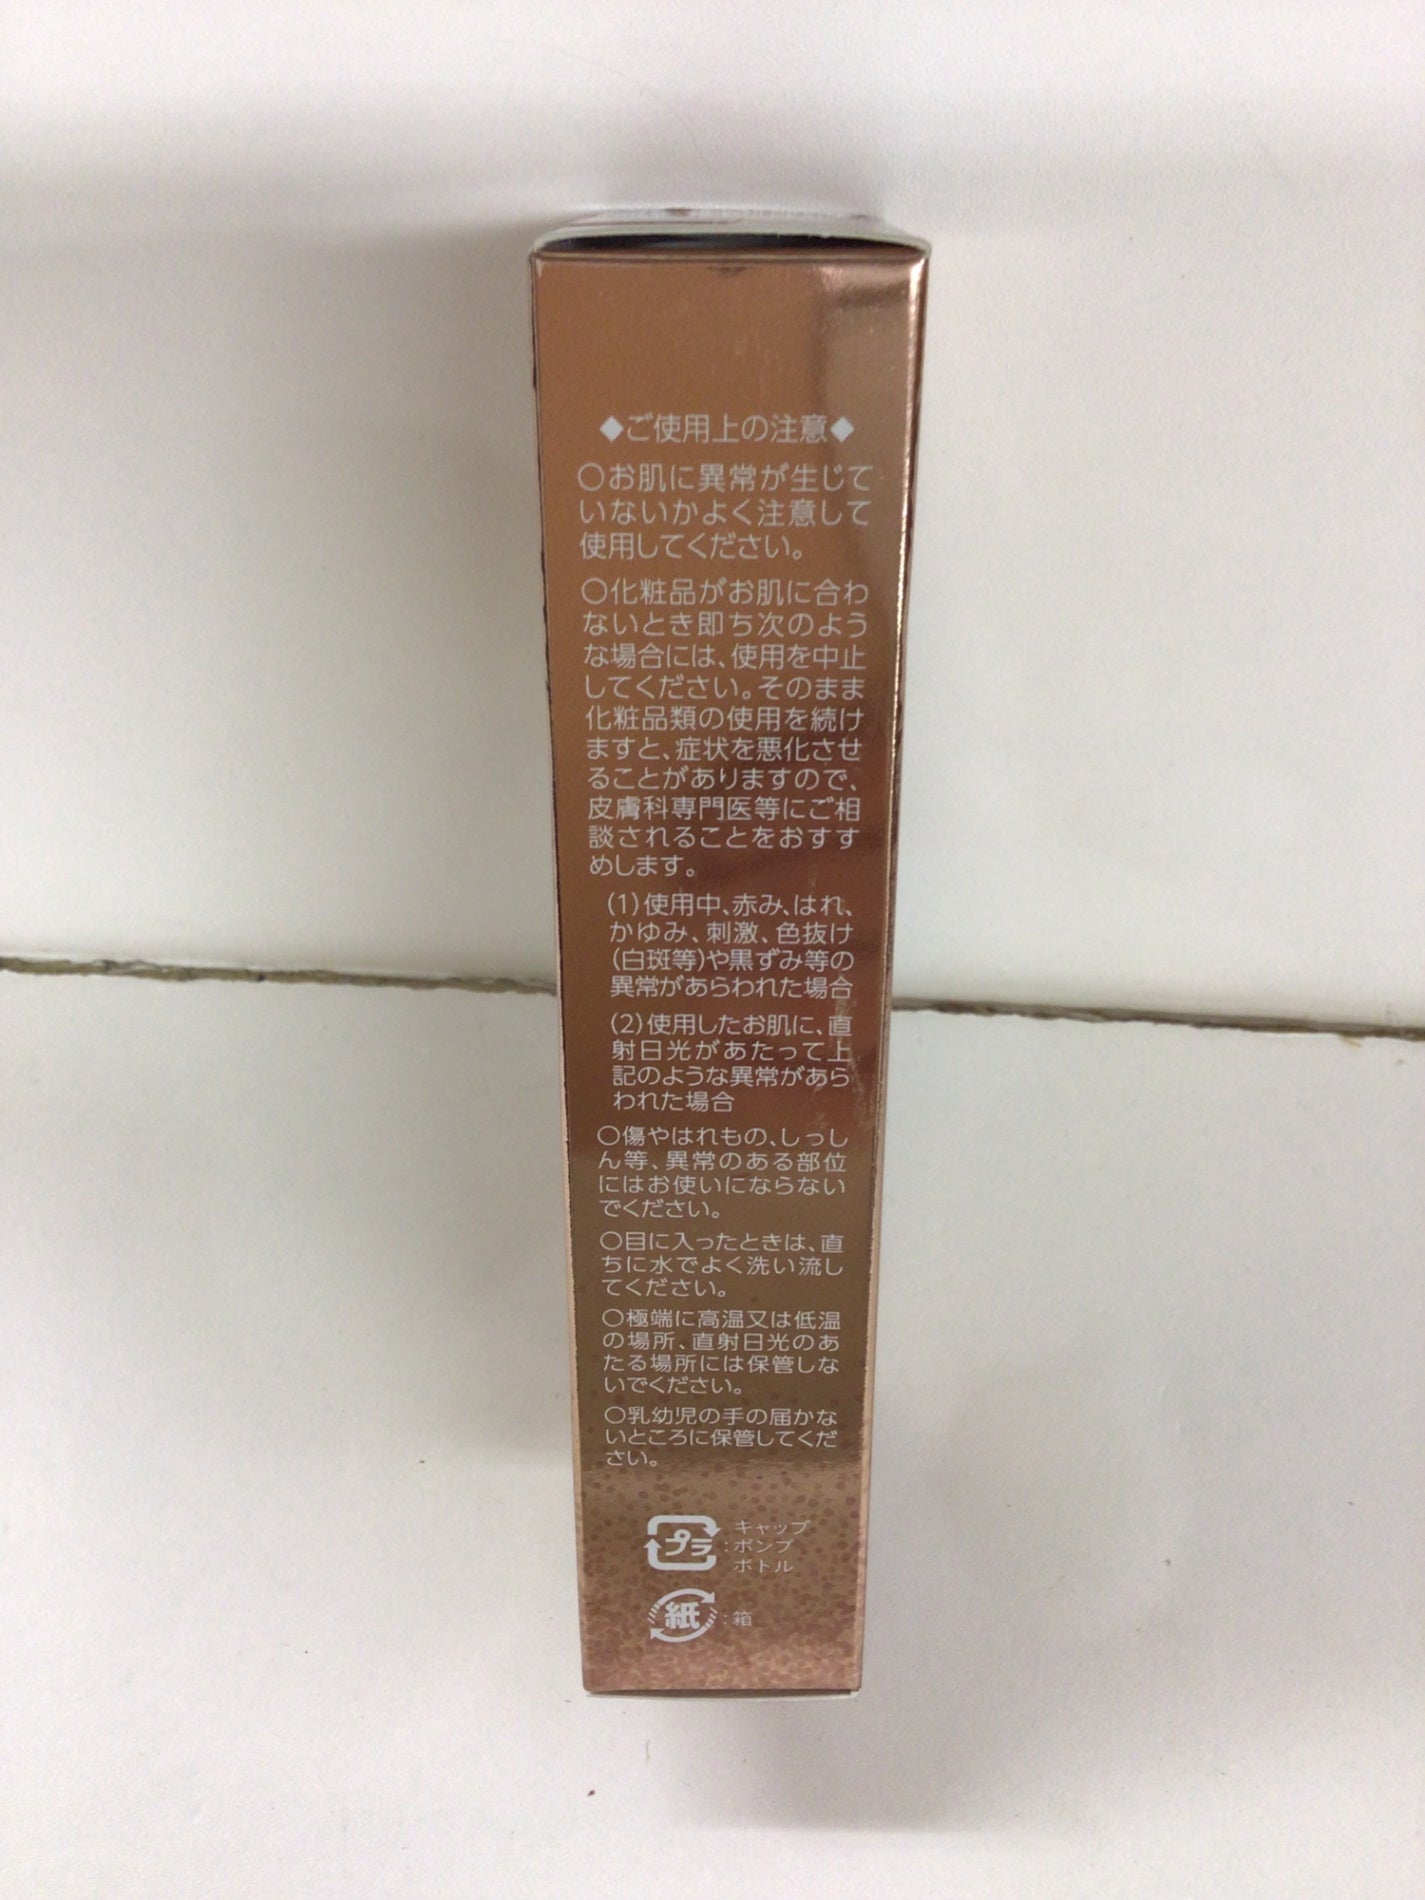 ◆ご使用上の注意◆
○お肌に異常が生じて
いないかよく注意して
使用してください。
○化粧品がお肌に合わ
ないとき即ち次のよう
な場合には、使用を中止
してください。そのまま
化粧品類の使用を続け
ますと、症状を悪化させ
ることがありますので、
皮膚科専門医等にご相
談されることをおすす
めします。
(1)使用中、赤み、はれ、
かゆみ、刺激、色抜け
(白斑等)や黒ずみ等の
異常があらわれた場合
(2)使用したお肌に、直
射日光があたって上
記のような異常があら
われた場合
○傷やはれもの、しっし
ん等、異常のある部位
にはお使いにならない
でください。
○目に入ったときは、直
ちに水でよく洗い流し
てください。
○極端に高温又は低温
の場所、直射日光のあ
たる場所には保管しな
いでください。
○乳幼児の手の届かな
いところに保管してくだ
さい。
キャップ
プラ:ポンプ
ボトル
紙:箱